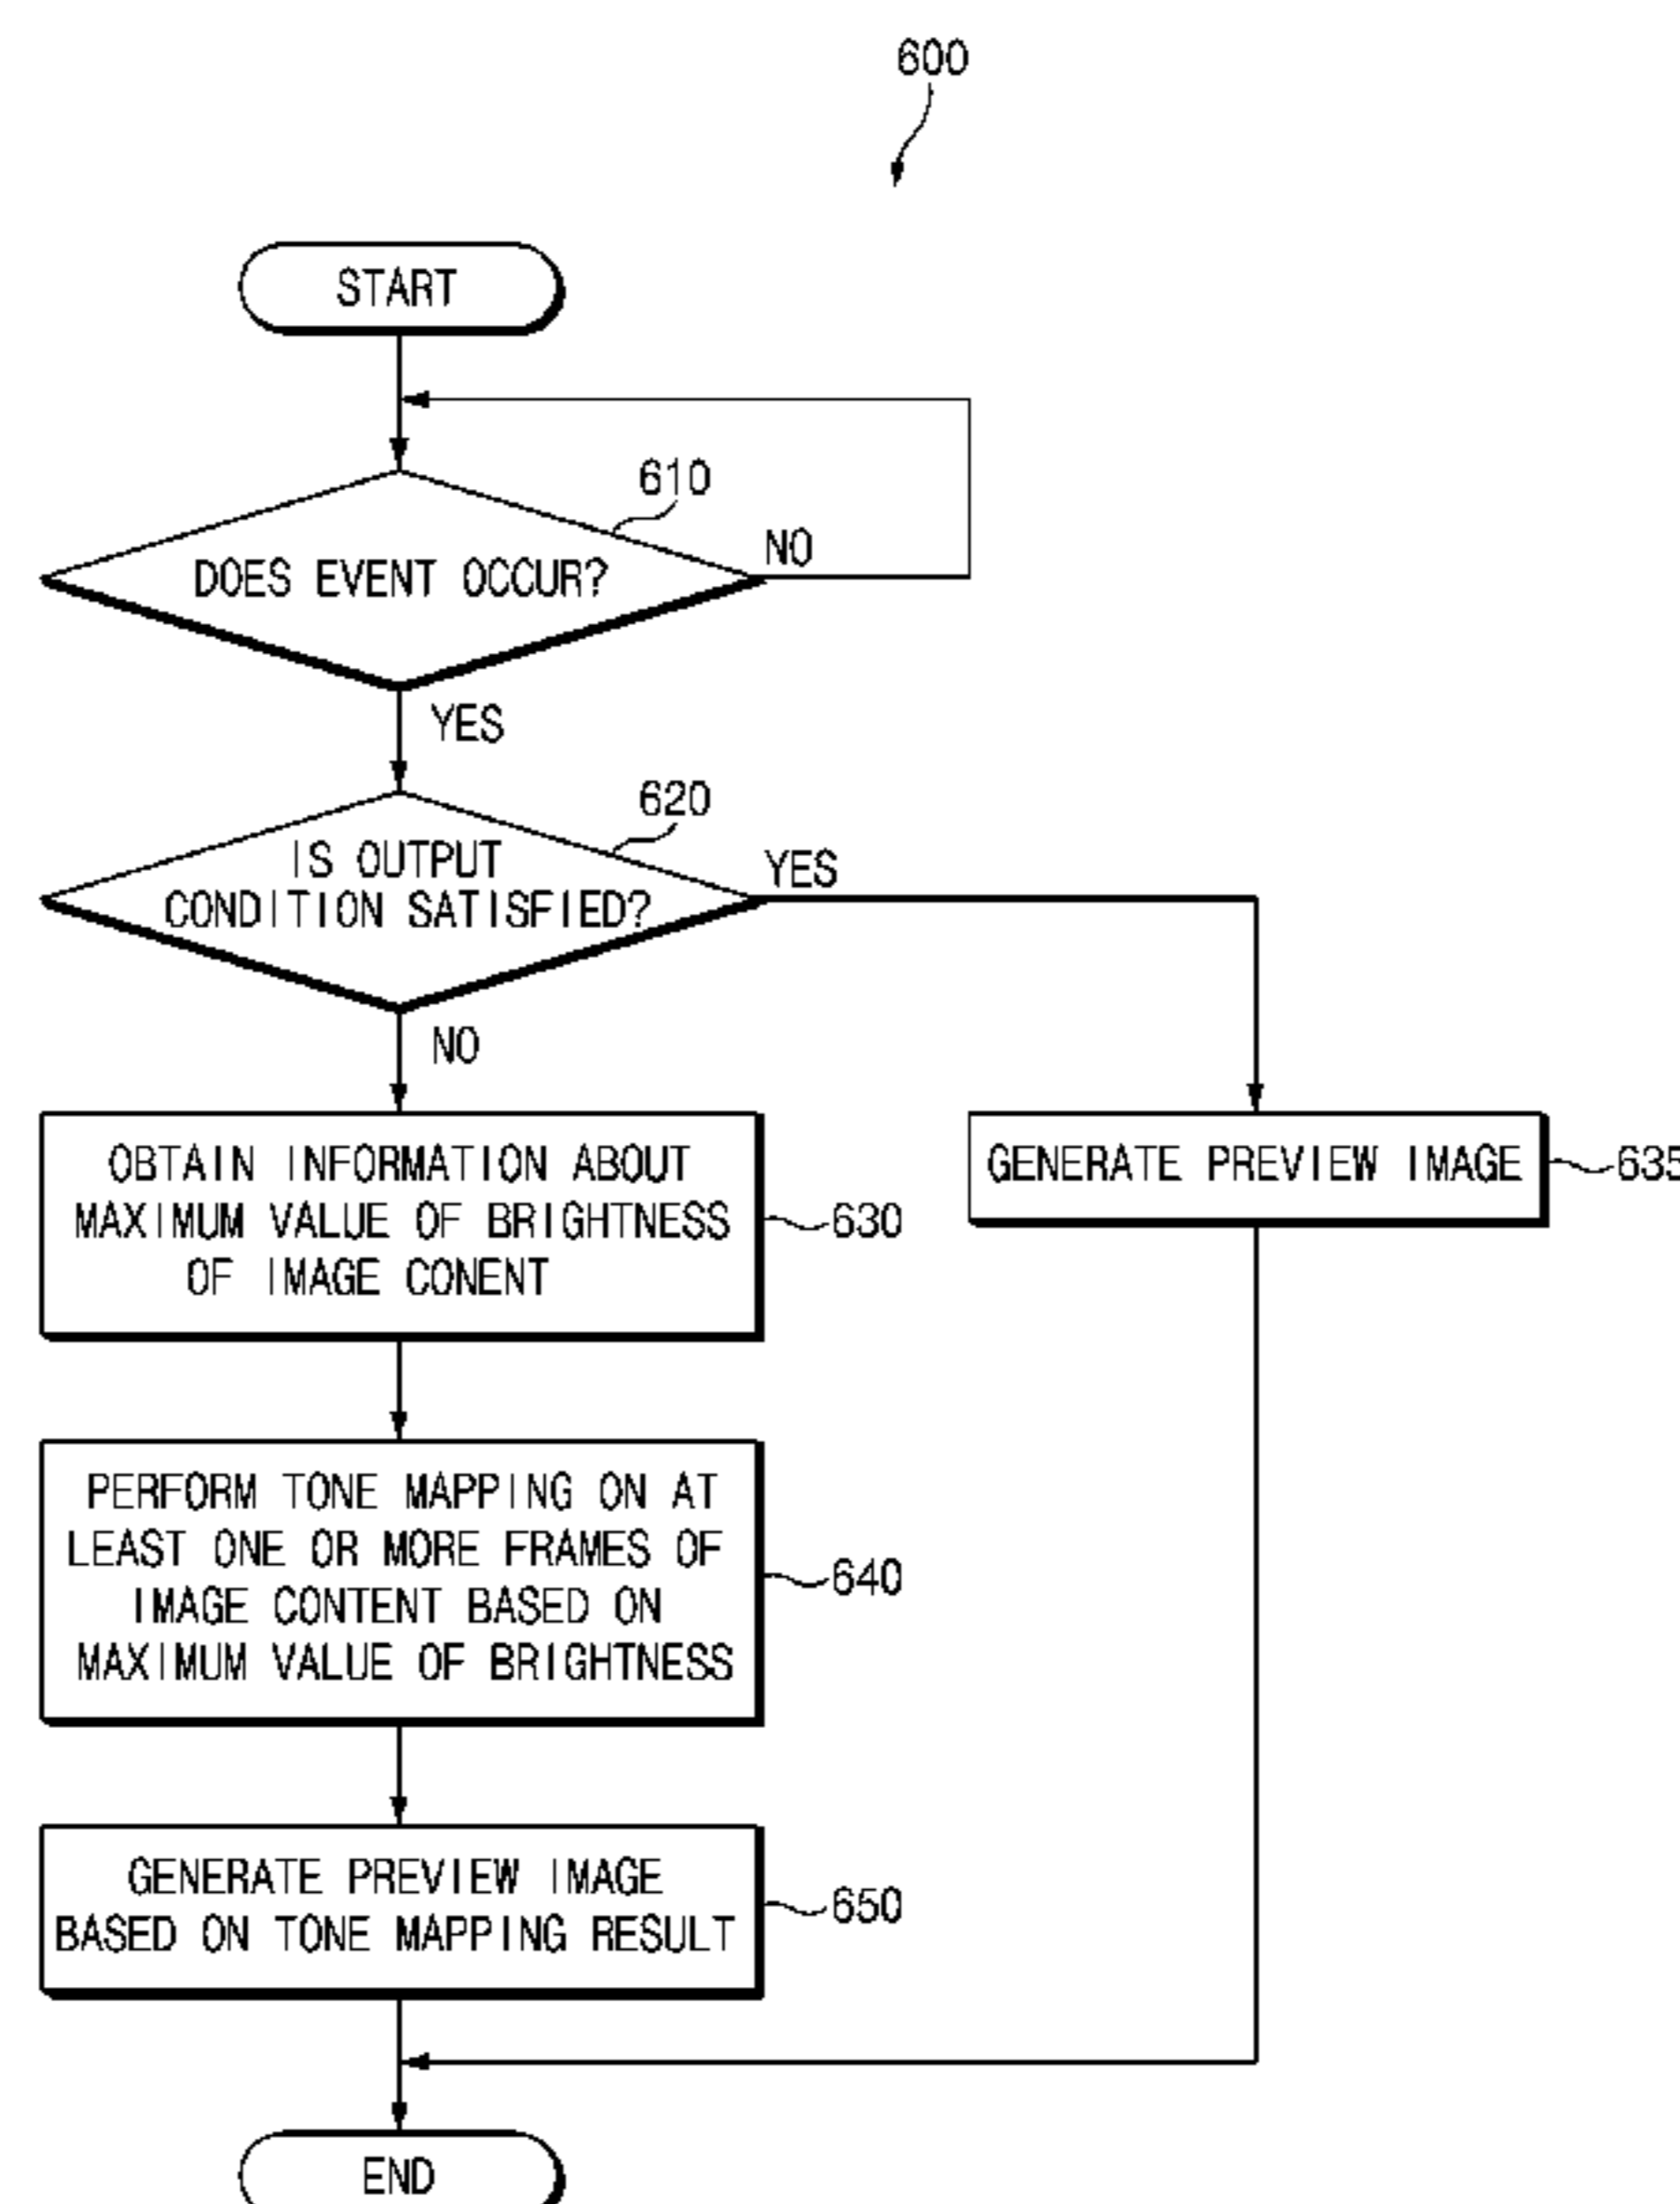 600
START
610
DOES EVENT OCCUR?
NO
YES
620
IS OUTPUT
CONDITION SATISFIED?
YES
NO
OBTAIN INFORMATION ABOUT
MAXIMUM VALUE OF BRIGHTNESS
OF IMAGE CONENT
630
GENERATE PREVIEW IMAGE
635
PERFORM TONE MAPPING ON AT
LEAST ONE OR MORE FRAMES OF
IMAGE CONTENT BASED ON
MAXIMUM VALUE OF BRIGHTNESS
640
GENERATE PREVIEW IMAGE
BASED ON TONE MAPPING RESULT
650
END